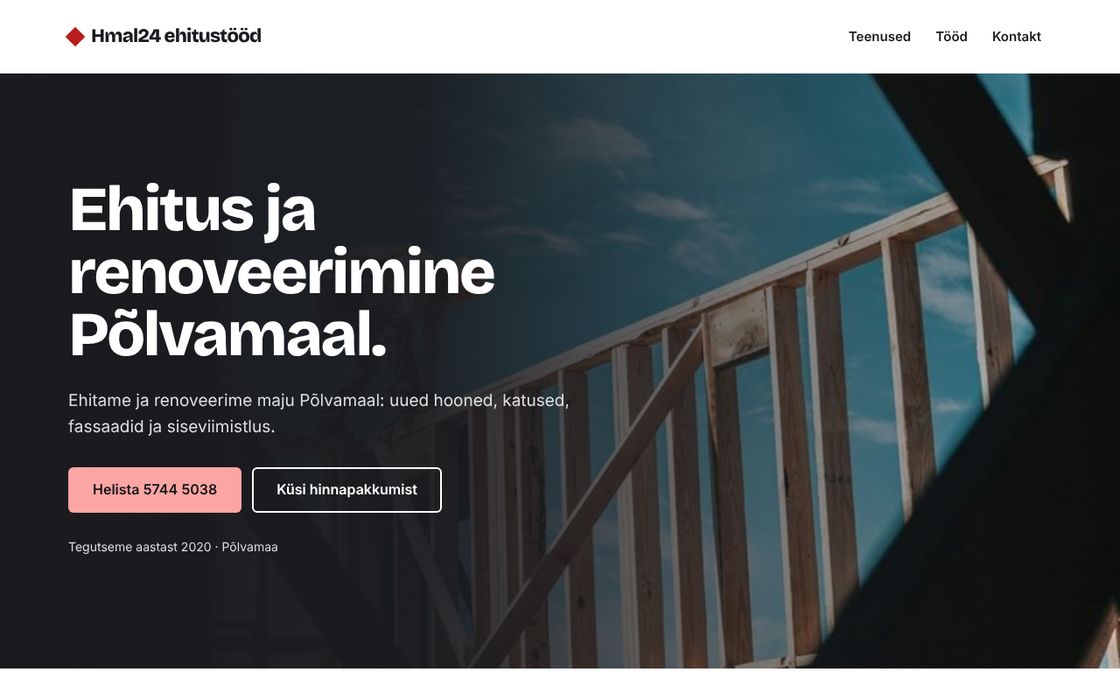 Hmal24 ehitustööd
Teenused
Tööd
Kontakt
Ehitus ja
renoveerimine
Põlvamaal.
Ehitame ja renoveerime maju Põlvamaal: uued hooned, katused,
fassaadid ja siseviimistlus.
Helista 5744 5038
Küsi hinnapakkumist
Tegutseme aastast 2020 · Põlvamaa